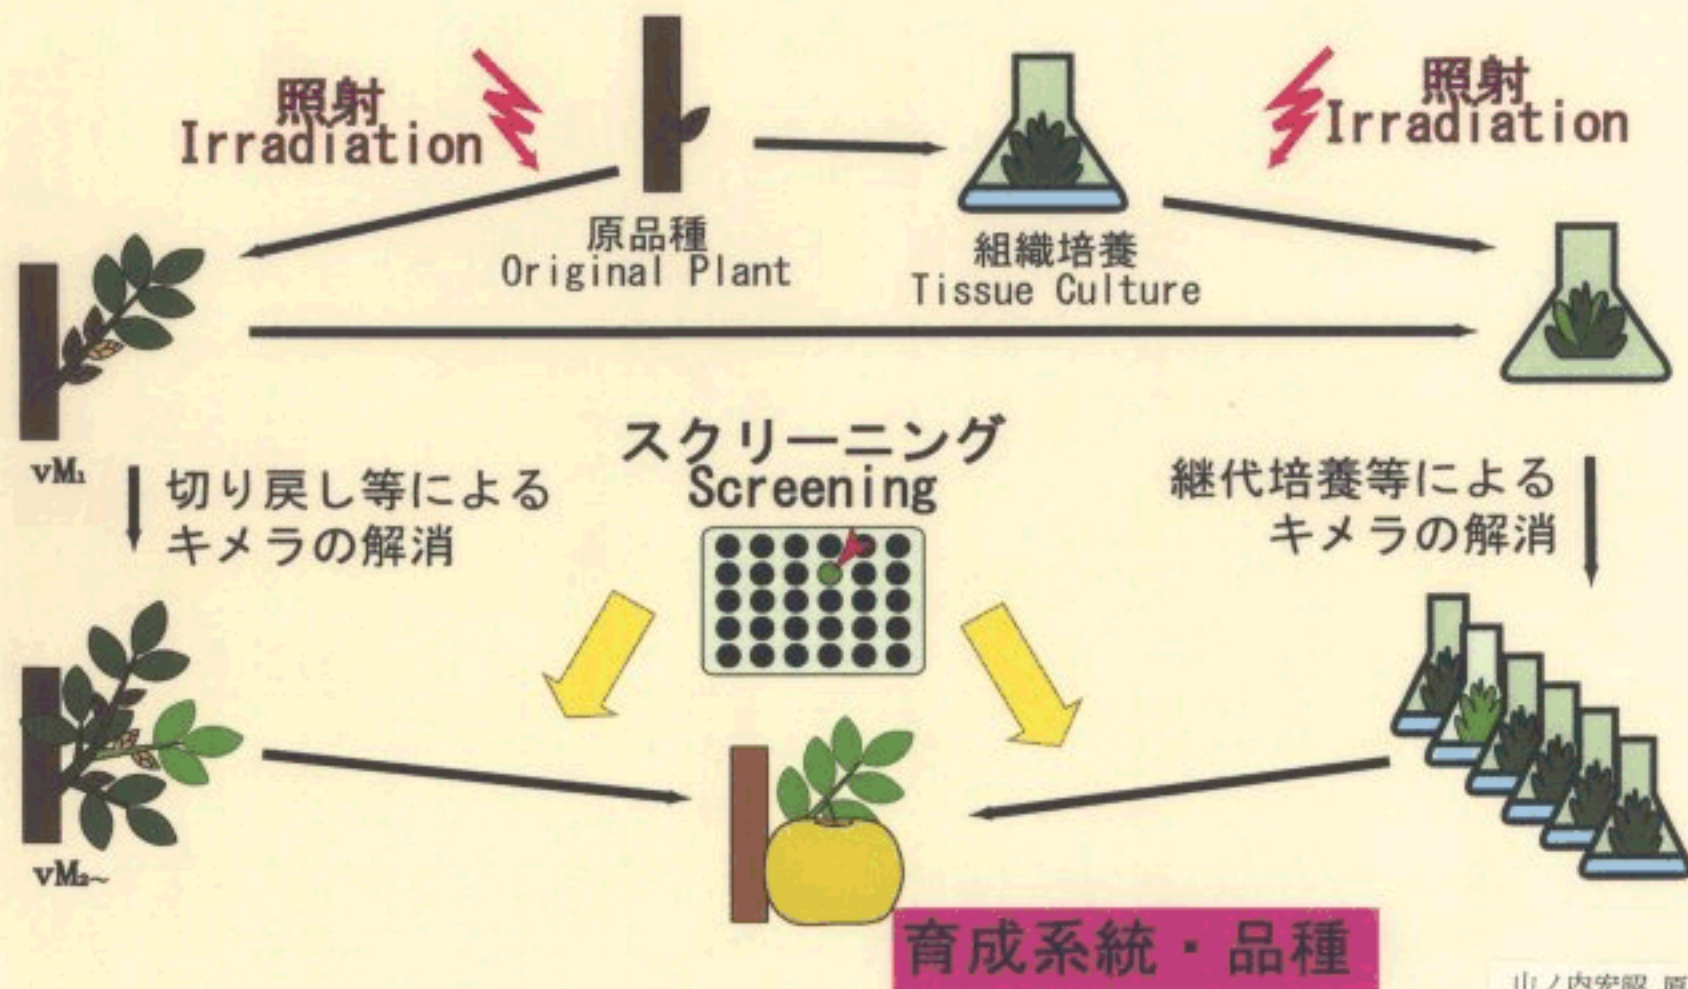 照射
Irradiation
照射
Irradiation
原品種
Original Plant
組織培養
Tissue Culture
スクリーニング
Screening
vM₁
切り戻し等による
キメラの解消
継代培養等による
キメラの解消
vM₂~
育成系統・品種